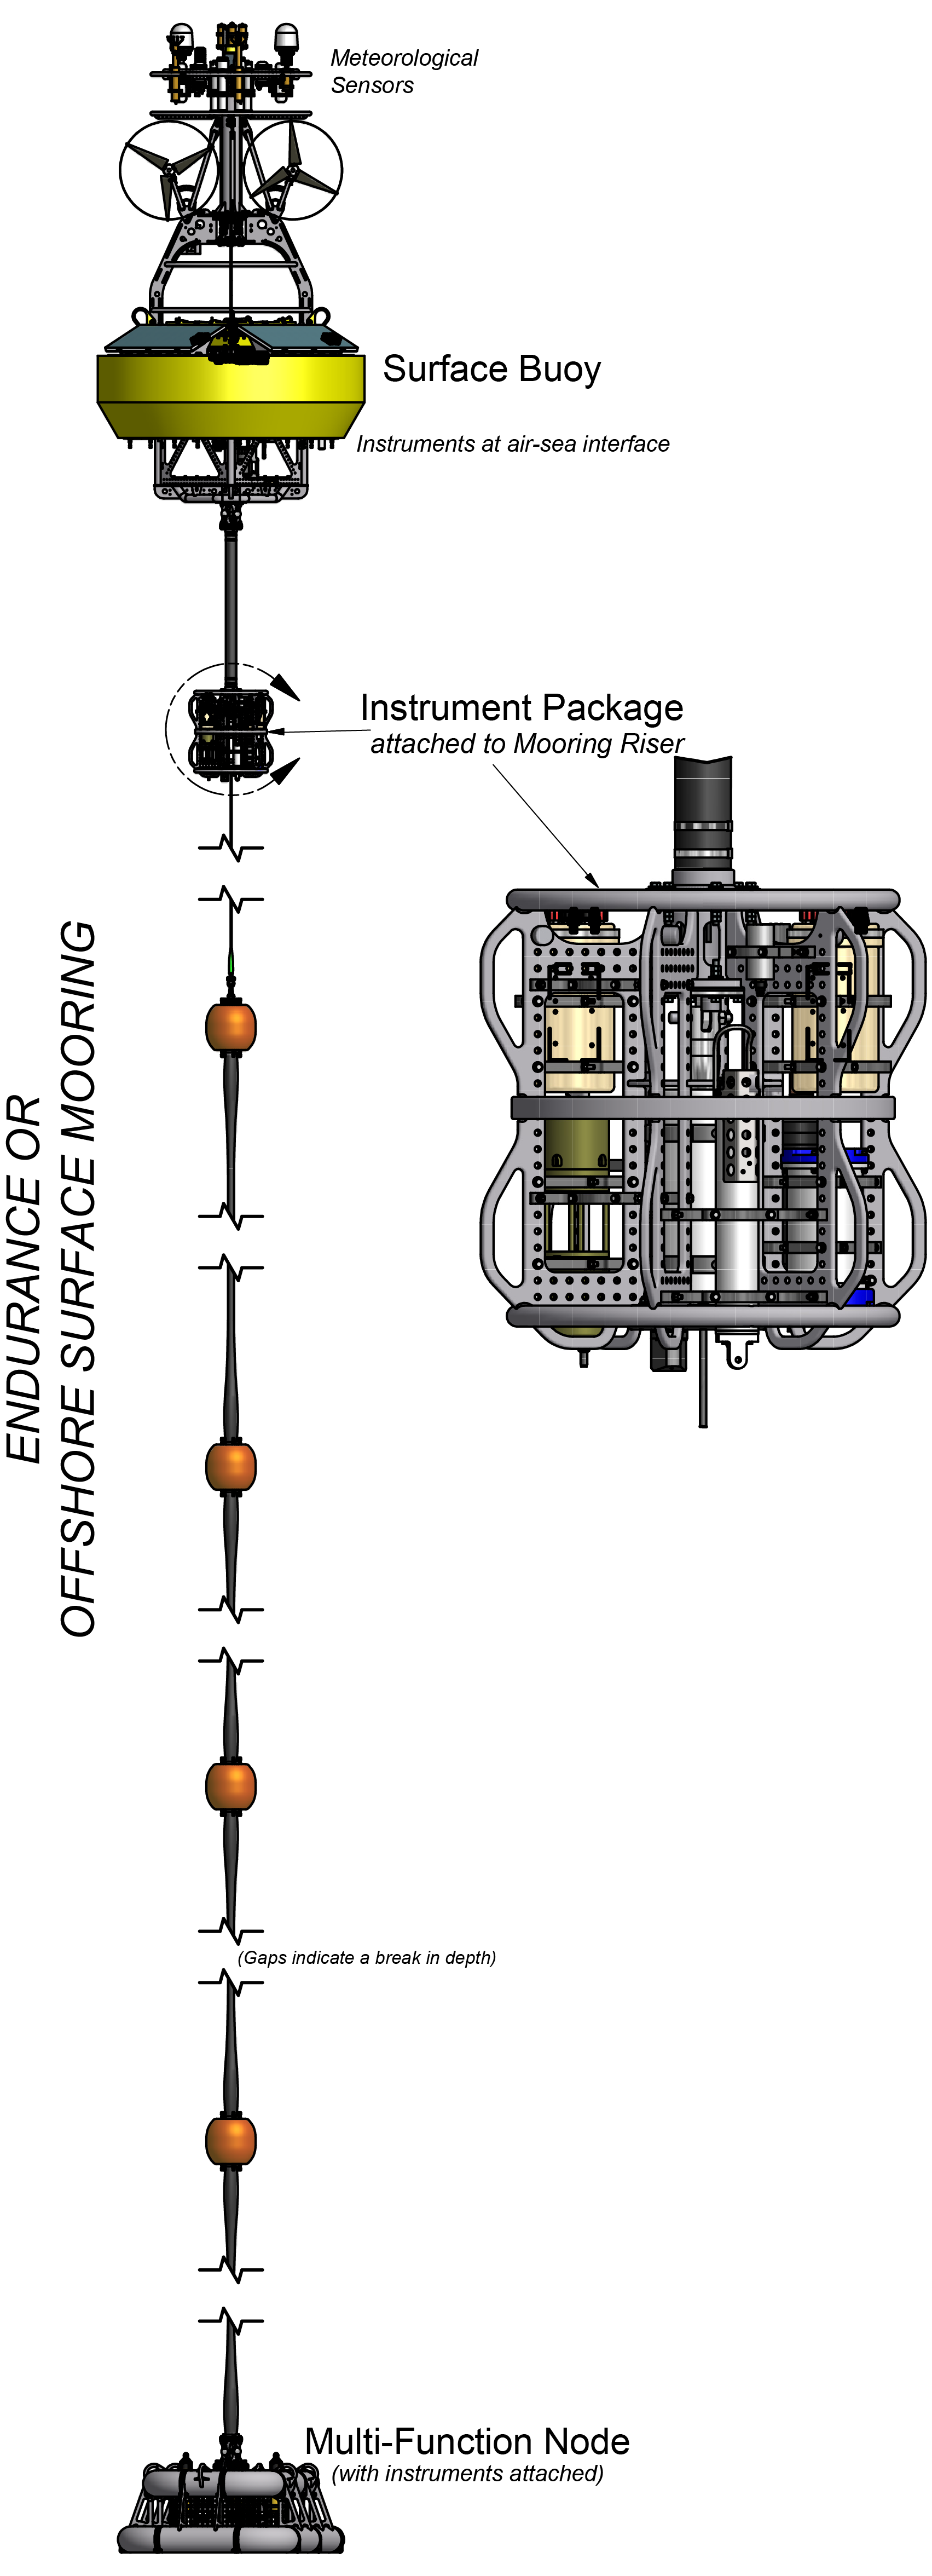 Meteorological
Sensors
Surface Buoy
Instruments at air-sea interface
Instrument Package
attached to Mooring Riser
ENDURANCE OR
OFFSHORE SURFACE MOORING
(Gaps indicate a break in depth)
Multi-Function Node
(with instruments attached)